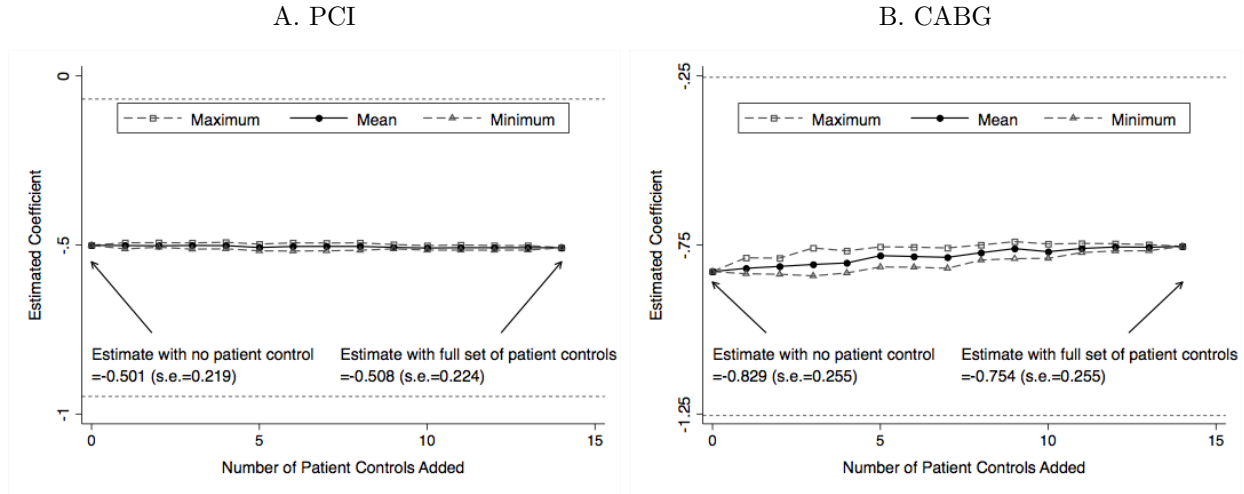 A. PCI
0
-.5
-1
Estimated Coefficient
Maximum Mean Minimum
Estimate with no patient control
=-0.501 (s.e.=0.219)
Estimate with full set of patient controls
=-0.508 (s.e.=0.224)
0 5 10 15
Number of Patient Controls Added
B. CABG
-.25
-.75
-1.25
Estimated Coefficient
Maximum Mean Minimum
Estimate with no patient control
=-0.829 (s.e.=0.255)
Estimate with full set of patient controls
=-0.754 (s.e.=0.255)
0 5 10 15
Number of Patient Controls Added